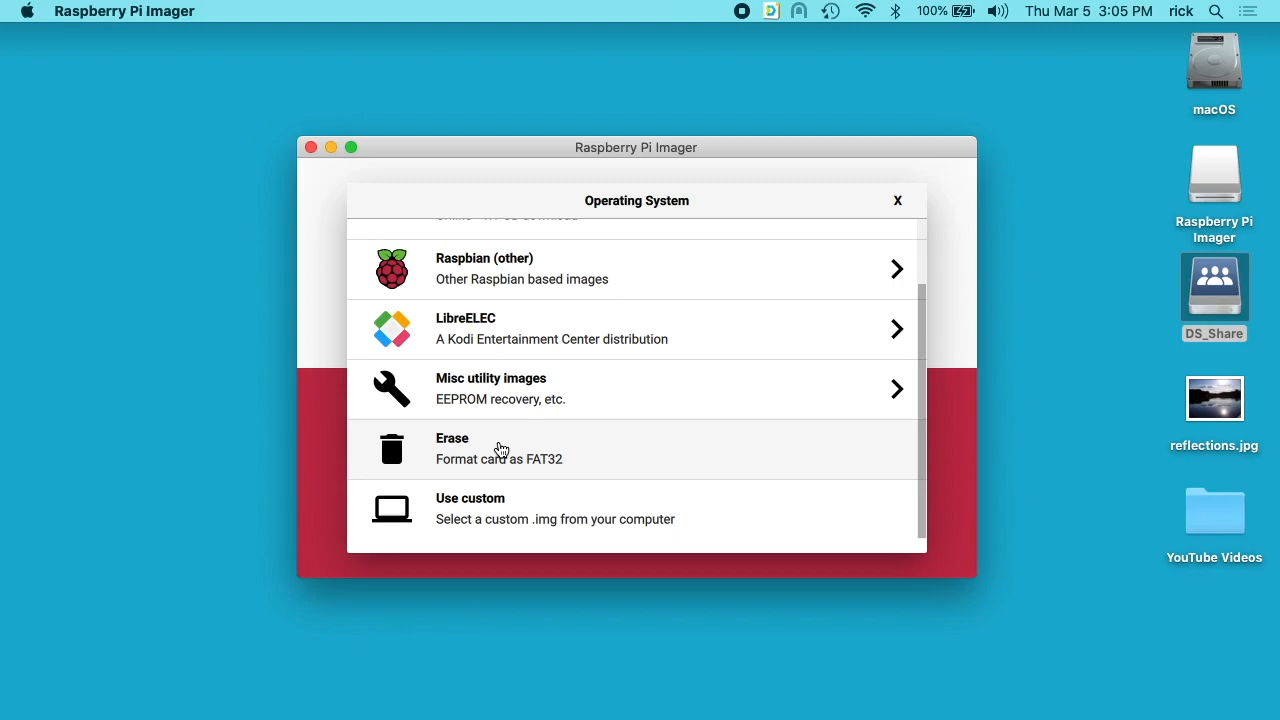 Raspberry Pi Imager
100%
Thu Mar 5 3:05 PM
rick
macOS
Raspberry Pi Imager
Raspberry Pi
Imager
Operating System
X
Raspbian (other)
Other Raspbian based images
LibreELEC
A Kodi Entertainment Center distribution
DS_Share
Misc utility images
EEPROM recovery, etc.
Erase
Format card as FAT32
reflections.jpg
Use custom
Select a custom .img from your computer
YouTube Videos